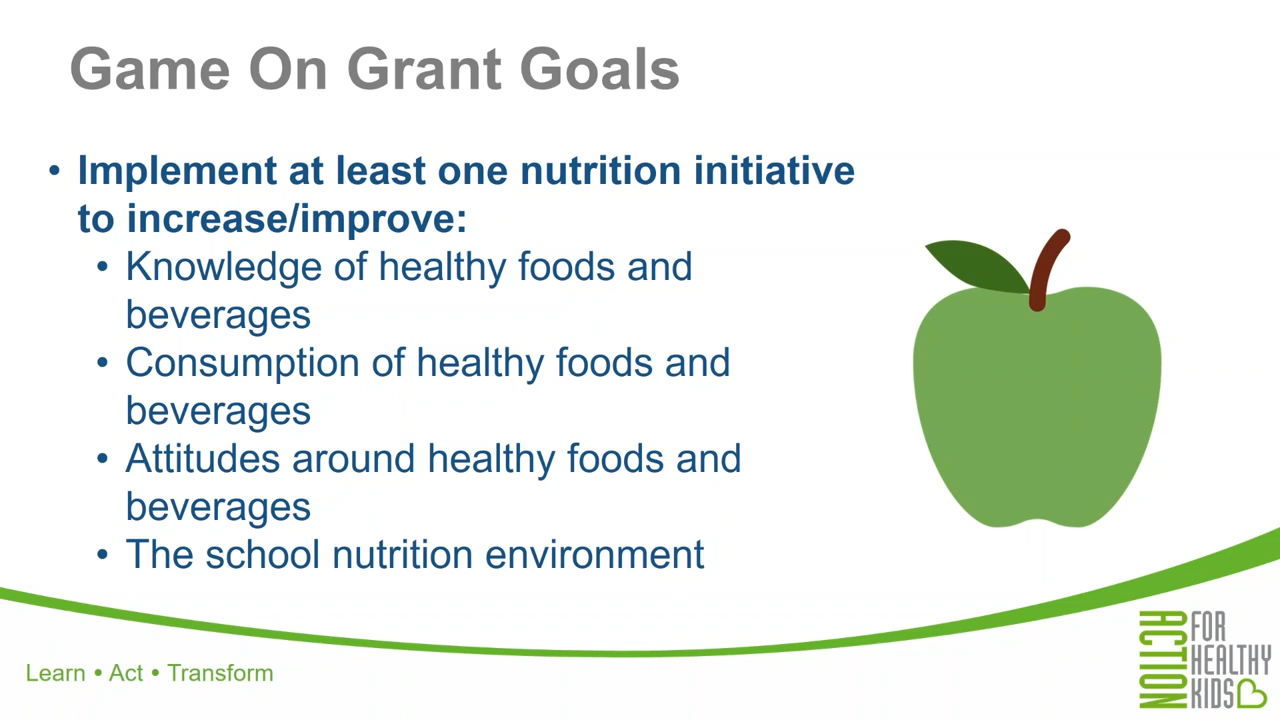 Game On Grant Goals
• Implement at least one nutrition initiative
to increase/improve:
• Knowledge of healthy foods and
beverages
• Consumption of healthy foods and
beverages
• Attitudes around healthy foods and
beverages
• The school nutrition environment
Learn • Act • Transform
ACTION
FOR
HEALTHY
KIDS